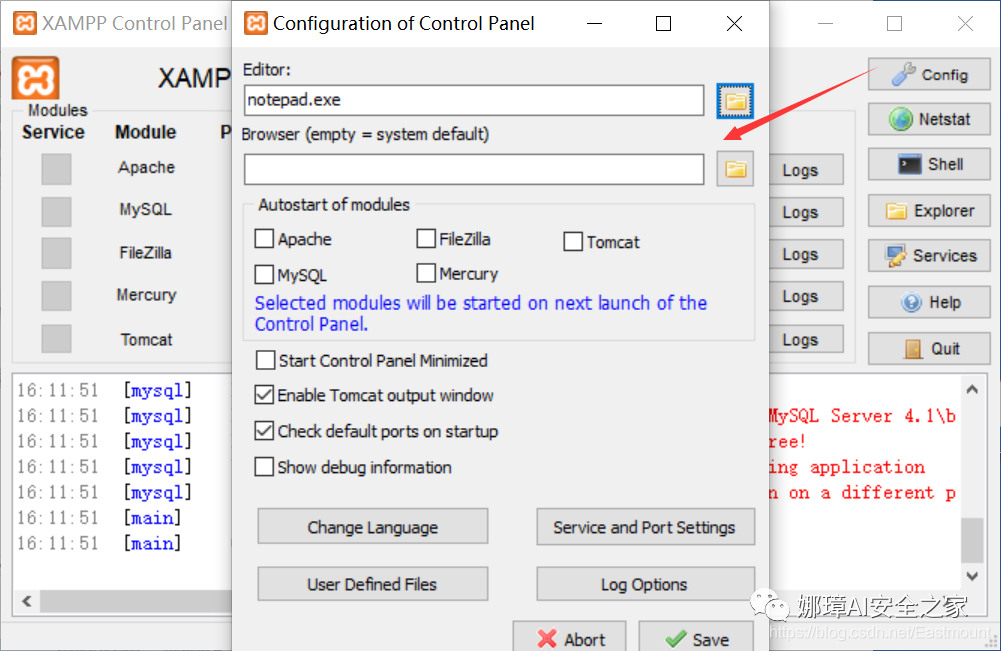 XAMPP Control Panel
Configuration of Control Panel
XAMP
Modules
Service Module P
Apache
MySQL
FileZilla
Mercury
Tomcat
Editor:
notepad.exe
Browser (empty = system default)
Autostart of modules
Apache FileZilla Tomcat
MySQL Mercury
Selected modules will be started on next launch of the
Control Panel.
Start Control Panel Minimized
Enable Tomcat output window
Check default ports on startup
Show debug information
Change Language Service and Port Settings
User Defined Files Log Options
Abort Save
Logs
Logs
Logs
Logs
Logs
Config
Netstat
Shell
Explorer
Services
Help
Quit
16:11:51 [mysql] MySQL Server 4.1\b
16:11:51 [mysql] ree!
16:11:51 [mysql] ing application
16:11:51 [mysql] n on a different p
16:11:51 [mysql]
16:11:51 [main]
16:11:51 [main]
娜璋AI安全之家
https://blog.csdn.net/Eastmount